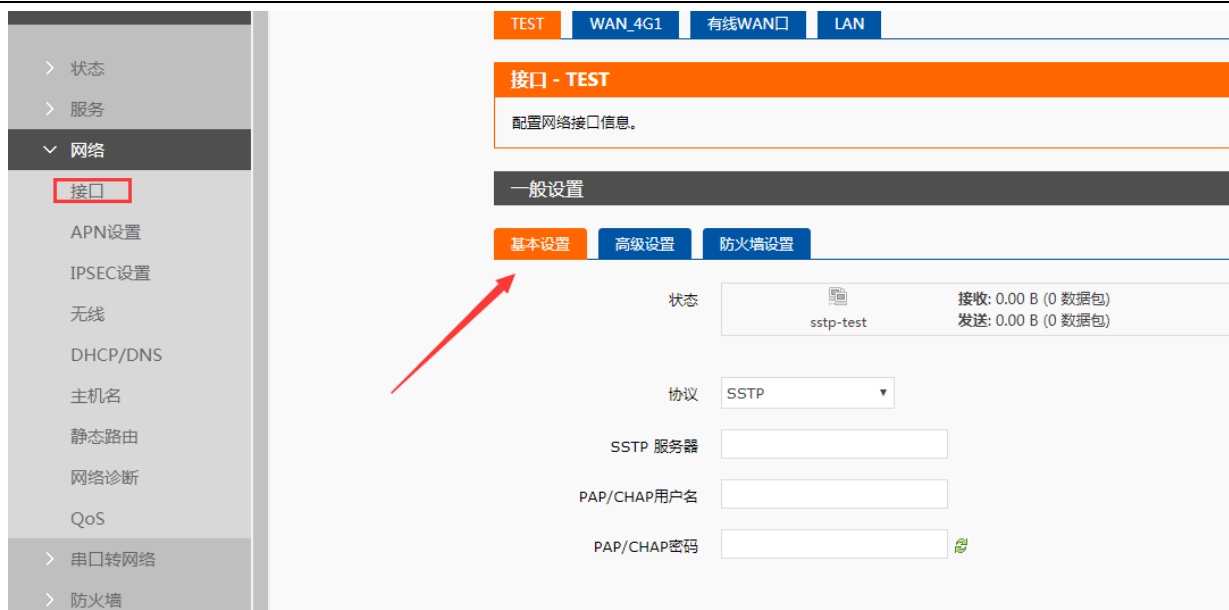 TEST WAN_4G1 有线WAN口 LAN
状态
服务
网络
接口
APN设置
IPSEC设置
无线
DHCP/DNS
主机名
静态路由
网络诊断
QoS
串口转网络
防火墙
接口 - TEST
配置网络接口信息。
一般设置
基本设置 高级设置 防火墙设置
状态
sstp-test
接收: 0.00 B (0 数据包)
发送: 0.00 B (0 数据包)
协议 SSTP
SSTP 服务器
PAP/CHAP用户名
PAP/CHAP密码